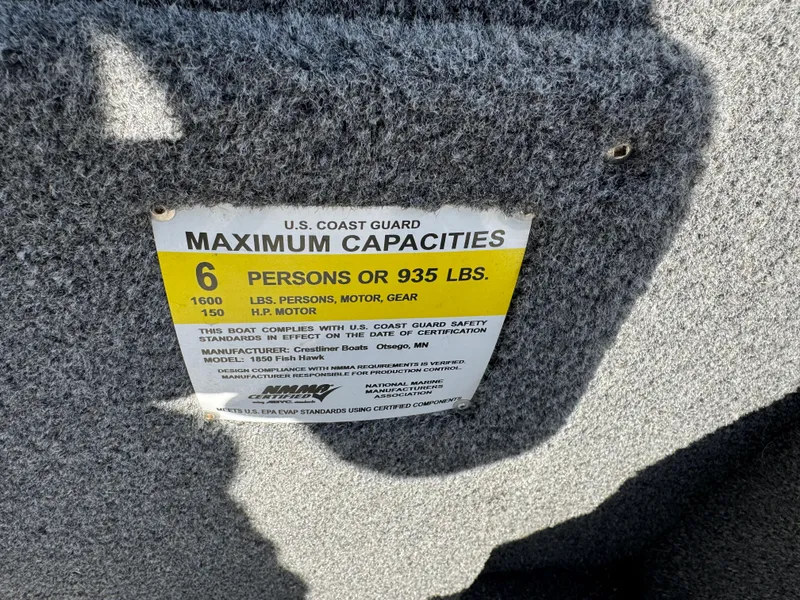 U.S. COAST GUARD
MAXIMUM CAPACITIES
6 PERSONS OR 935 LBS.
1600 LBS. PERSONS, MOTOR, GEAR
150 H.P. MOTOR
THIS BOAT COMPLIES WITH U.S. COAST GUARD SAFETY
STANDARDS IN EFFECT ON THE DATE OF CERTIFICATION
MANUFACTURER: Crestliner Boats Otsego, MN
MODEL: 1850 Fish Hawk
DESIGN COMPLIANCE WITH NMMA REQUIREMENTS IS VERIFIED.
MANUFACTURER RESPONSIBLE FOR PRODUCTION CONTROL.
NMMA
CERTIFIED
NATIONAL MARINE
MANUFACTURERS
ASSOCIATION
MEETS U.S. EPA EVAP STANDARDS USING CERTIFIED COMPONENTS